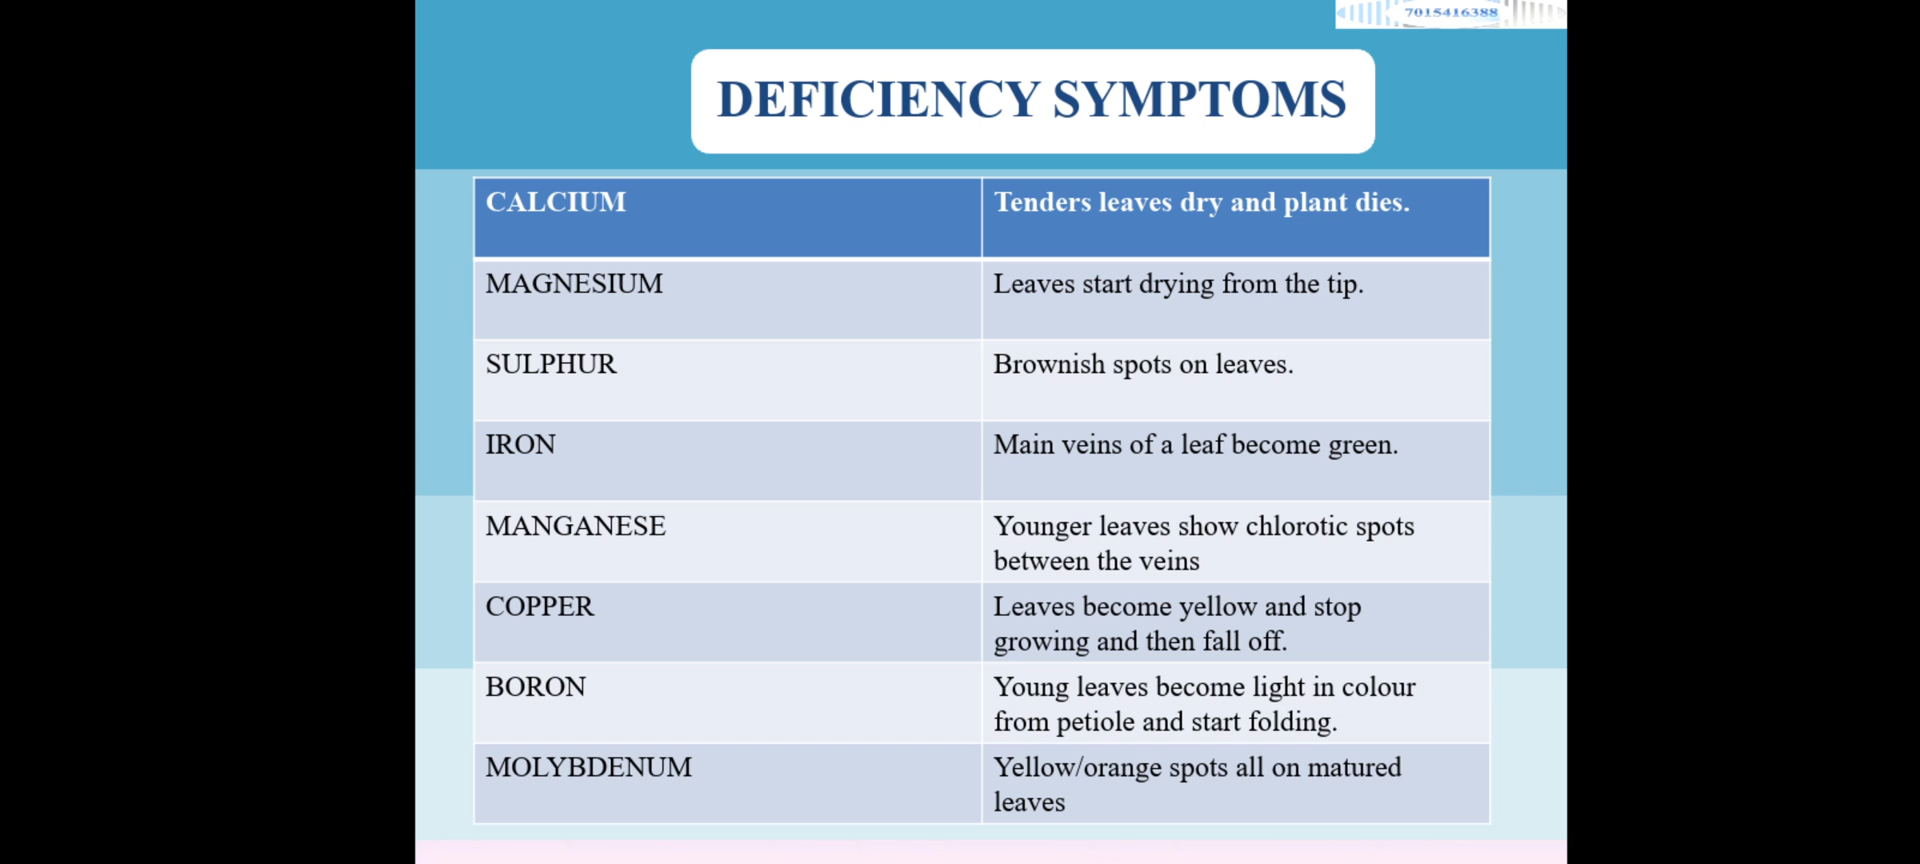 7015416388
DEFICIENCY SYMPTOMS
CALCIUM
Tenders leaves dry and plant dies.
MAGNESIUM
Leaves start drying from the tip.
SULPHUR
Brownish spots on leaves.
IRON
Main veins of a leaf become green.
MANGANESE
Younger leaves show chlorotic spots
between the veins
COPPER
Leaves become yellow and stop
growing and then fall off.
BORON
Young leaves become light in colour
from petiole and start folding.
MOLYBDENUM
Yellow/orange spots all on matured
leaves